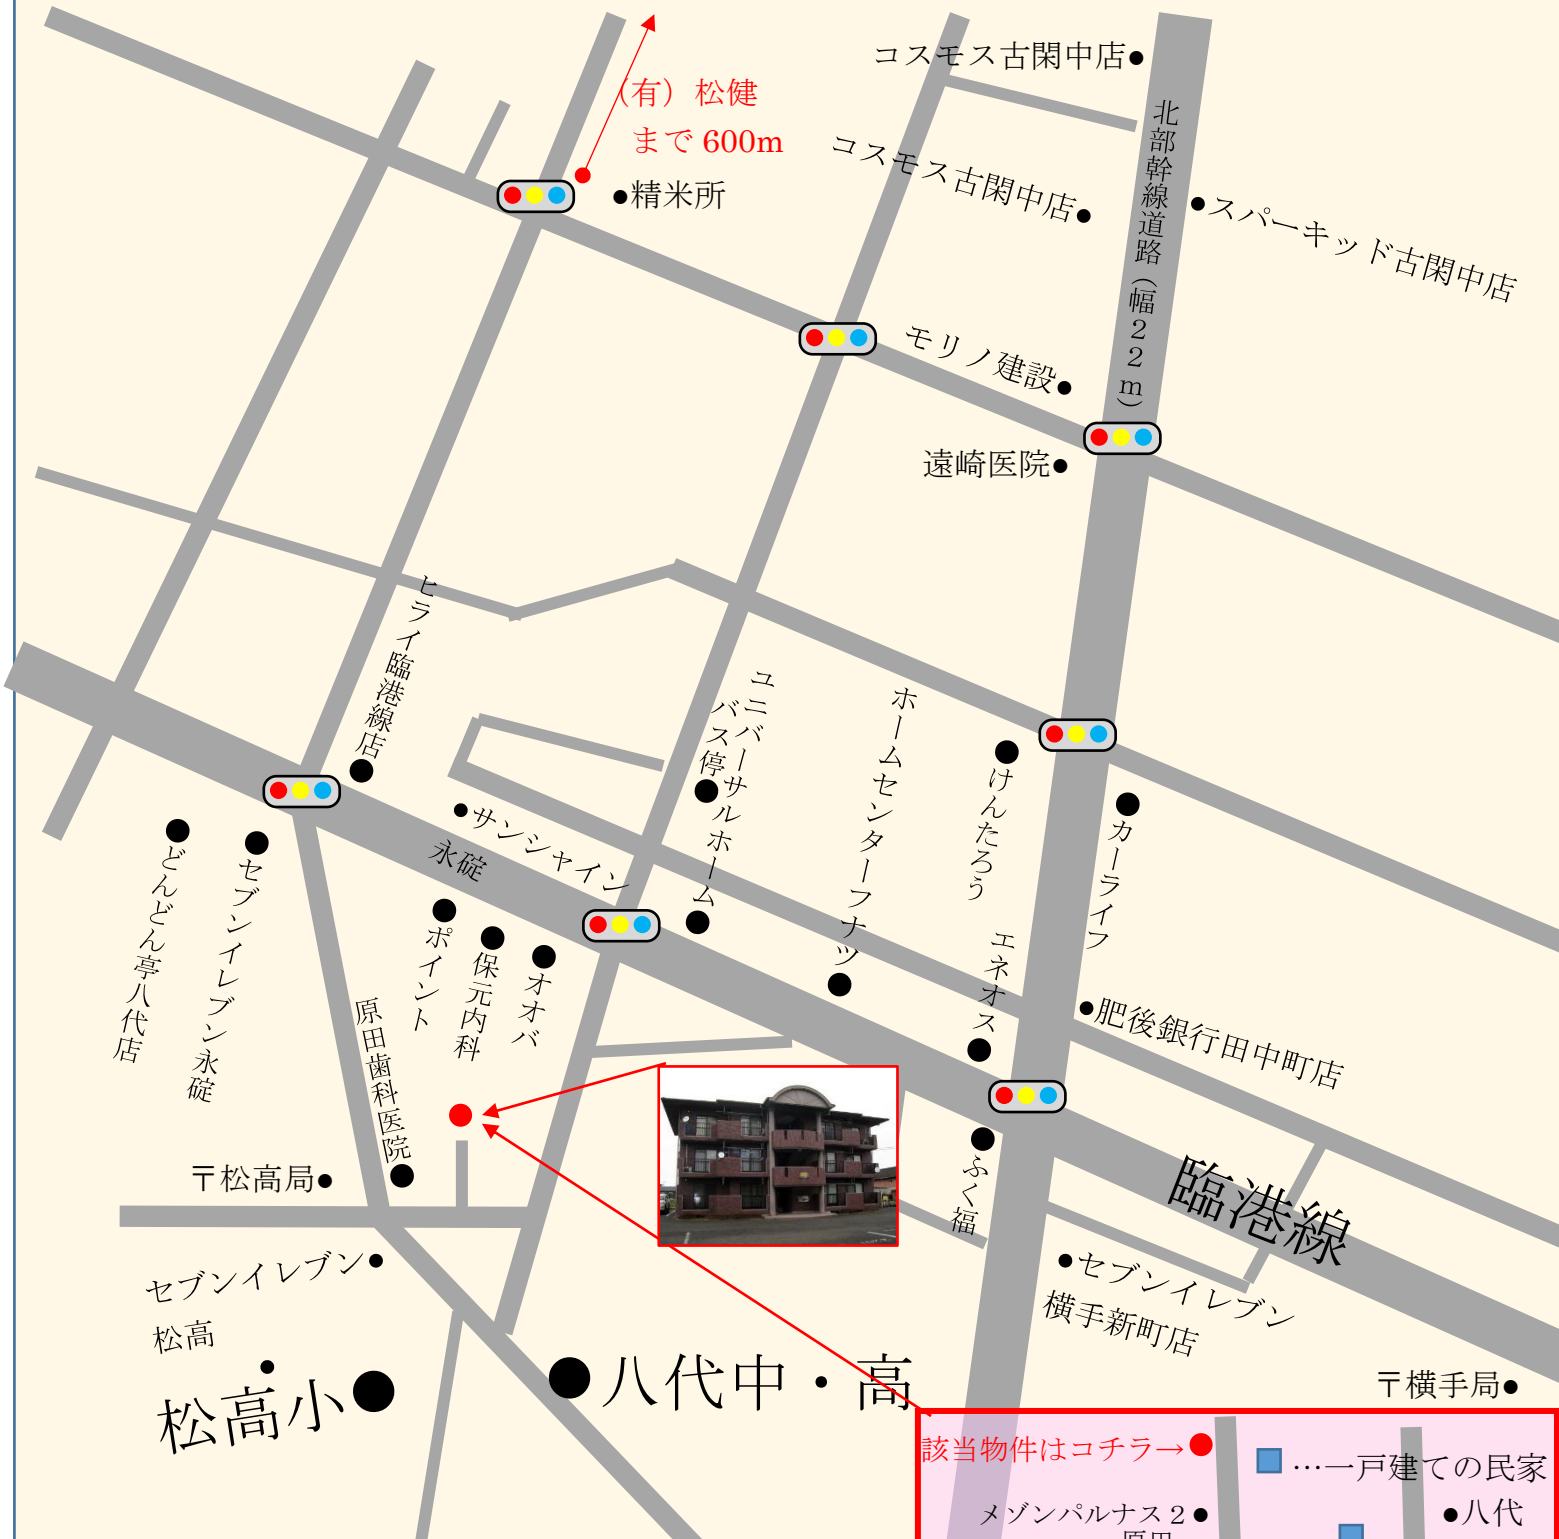 コスモス古閑中店●
（有）松健
まで 600m
●精米所
コスモス古閑中店●
北部幹線道路（幅２２ｍ）
●スパーキッド古閑中店
モリノ建設●
遠崎医院●
ヒライ臨港線店
ユニバーサルホーム
バス停
ホームセンターフナツ
けんたろう
カーライフ
●サンシャイン
永碇
どんどん亭八代店
セブンイレブン永碇
ポイント
保元内科
オオバ
エネオス
●肥後銀行田中町店
原田歯科医院
〒松高局●
ふく福
臨港線
セブンイレブン●
松高
●セブンイレブン
横手新町店
松高小●
●八代中・高
〒横手局●
該当物件はコチラ→
…一戸建ての民家
メゾンパルナス２●
●八代
原田